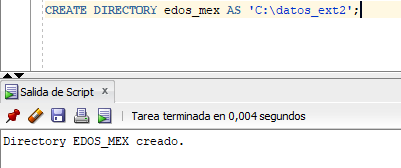 CREATE DIRECTORY edos_mex AS 'C:\datos_ext2';
Salida de Script x
Tarea terminada en 0,004 segundos
Directory EDOS_MEX creado.